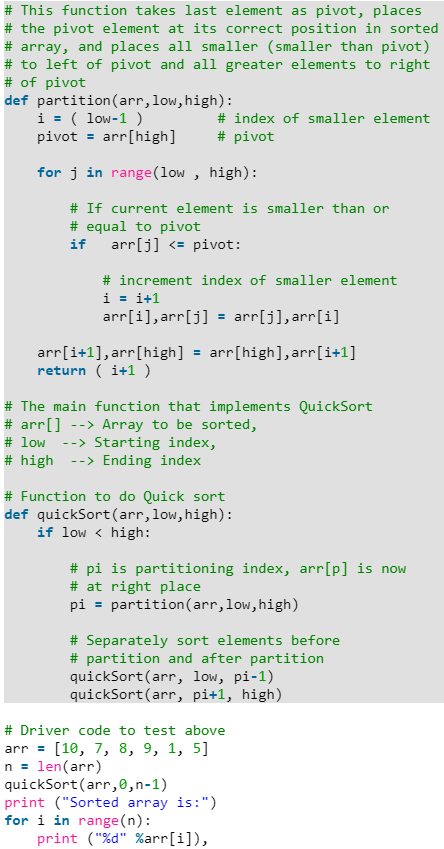 # This function takes last element as pivot, places
# the pivot element at its correct position in sorted
# array, and places all smaller (smaller than pivot)
# to left of pivot and all greater elements to right
# of pivot
def partition(arr,low,high):
    i = ( low-1 )         # index of smaller element
    pivot = arr[high]     # pivot

    for j in range(low , high):

        # If current element is smaller than or
        # equal to pivot
        if   arr[j] <= pivot:

            # increment index of smaller element
            i = i+1
            arr[i],arr[j] = arr[j],arr[i]

    arr[i+1],arr[high] = arr[high],arr[i+1]
    return ( i+1 )

# The main function that implements QuickSort
# arr[] --> Array to be sorted,
# low  --> Starting index,
# high  --> Ending index

# Function to do Quick sort
def quickSort(arr,low,high):
    if low < high:

        # pi is partitioning index, arr[p] is now
        # at right place
        pi = partition(arr,low,high)

        # Separately sort elements before
        # partition and after partition
        quickSort(arr, low, pi-1)
        quickSort(arr, pi+1, high)

# Driver code to test above
arr = [10, 7, 8, 9, 1, 5]
n = len(arr)
quickSort(arr,0,n-1)
print ("Sorted array is:")
for i in range(n):
    print ("%d" %arr[i]),